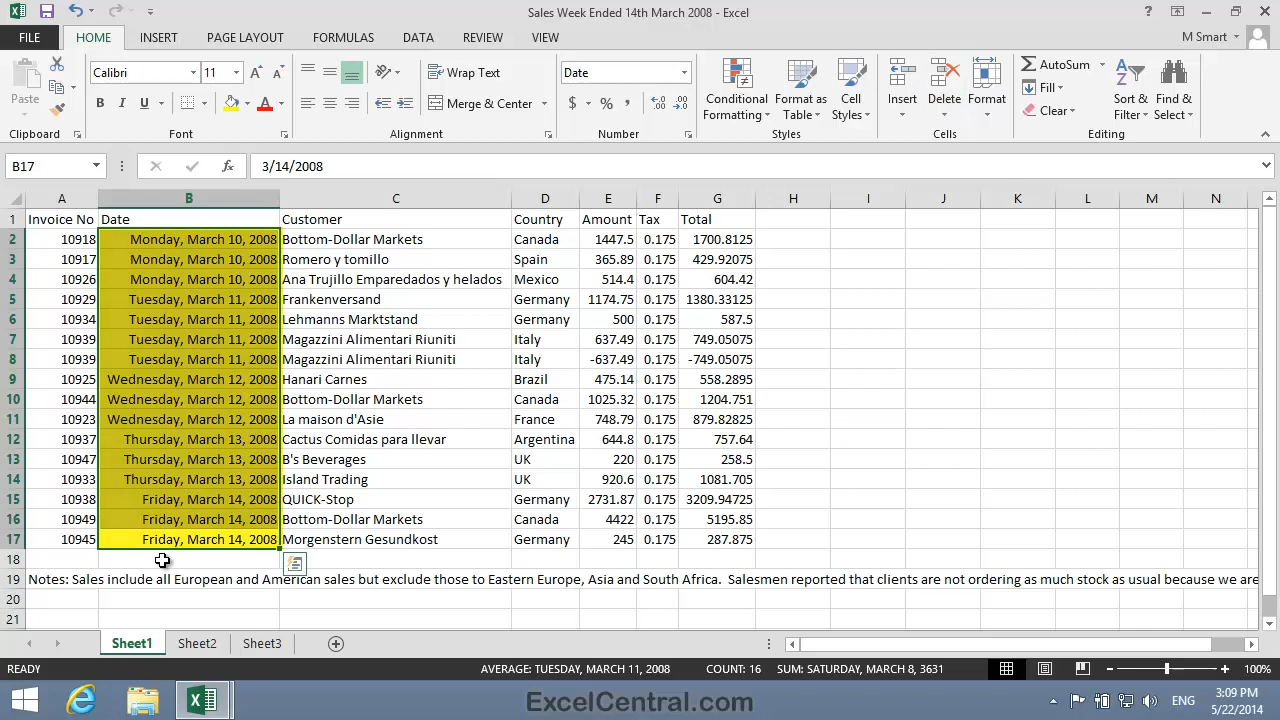 Sales Week Ended 14th March 2008 - Excel
FILE HOME INSERT PAGE LAYOUT FORMULAS DATA REVIEW VIEW M Smart
Paste
Clipboard
Calibri 11
B I U A
Font
Wrap Text
Merge & Center
Alignment
Date
$ % ,
Number
Conditional Formatting
Format as Table
Cell Styles
Styles
Insert Delete Format
Cells
AutoSum
Fill
Clear
Sort & Filter
Find & Select
Editing
B17 fx 3/14/2008
A B C D E F G H I J K L M N
1 Invoice No Date Customer Country Amount Tax Total
2 10918 Monday, March 10, 2008 Bottom-Dollar Markets Canada 1447.5 0.175 1700.8125
3 10917 Monday, March 10, 2008 Romero y tomillo Spain 365.89 0.175 429.92075
4 10926 Monday, March 10, 2008 Ana Trujillo Emparedados y helados Mexico 514.4 0.175 604.42
5 10929 Tuesday, March 11, 2008 Frankenversand Germany 1174.75 0.175 1380.33125
6 10934 Tuesday, March 11, 2008 Lehmanns Marktstand Germany 500 0.175 587.5
7 10939 Tuesday, March 11, 2008 Magazzini Alimentari Riuniti Italy 637.49 0.175 749.05075
8 10939 Tuesday, March 11, 2008 Magazzini Alimentari Riuniti Italy -637.49 0.175 -749.05075
9 10925 Wednesday, March 12, 2008 Hanari Carnes Brazil 475.14 0.175 558.2895
10 10944 Wednesday, March 12, 2008 Bottom-Dollar Markets Canada 1025.32 0.175 1204.751
11 10923 Wednesday, March 12, 2008 La maison d'Asie France 748.79 0.175 879.82825
12 10937 Thursday, March 13, 2008 Cactus Comidas para llevar Argentina 644.8 0.175 757.64
13 10947 Thursday, March 13, 2008 B's Beverages UK 220 0.175 258.5
14 10933 Thursday, March 13, 2008 Island Trading UK 920.6 0.175 1081.705
15 10938 Friday, March 14, 2008 QUICK-Stop Germany 2731.87 0.175 3209.94725
16 10949 Friday, March 14, 2008 Bottom-Dollar Markets Canada 4422 0.175 5195.85
17 10945 Friday, March 14, 2008 Morgenstern Gesundkost Germany 245 0.175 287.875
18
19 Notes: Sales include all European and American sales but exclude those to Eastern Europe, Asia and South Africa. Salesmen reported that clients are not ordering as much stock as usual because we are
20
21
Sheet1 Sheet2 Sheet3
READY AVERAGE: TUESDAY, MARCH 11, 2008 COUNT: 16 SUM: SATURDAY, MARCH 8, 3631 100%
ExcelCentral.com
ENG
3:09 PM
5/22/2014